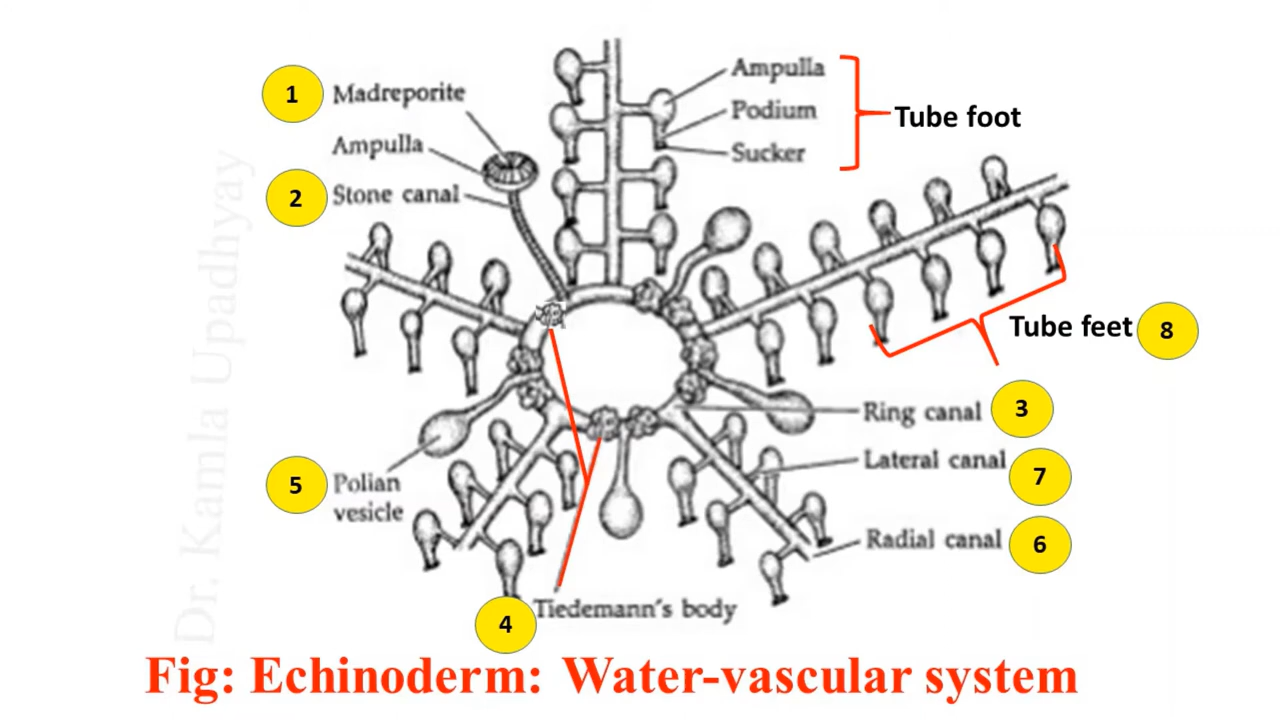 1 Madreporite
Ampulla
2 Stone canal
Ampulla
Podium
Sucker
Tube foot
Tube feet 8
Ring canal 3
Lateral canal 7
Radial canal 6
5 Polian
vesicle
4 Tiedemann's body
Dr. Kamla Upadhyay
Fig: Echinoderm: Water-vascular system